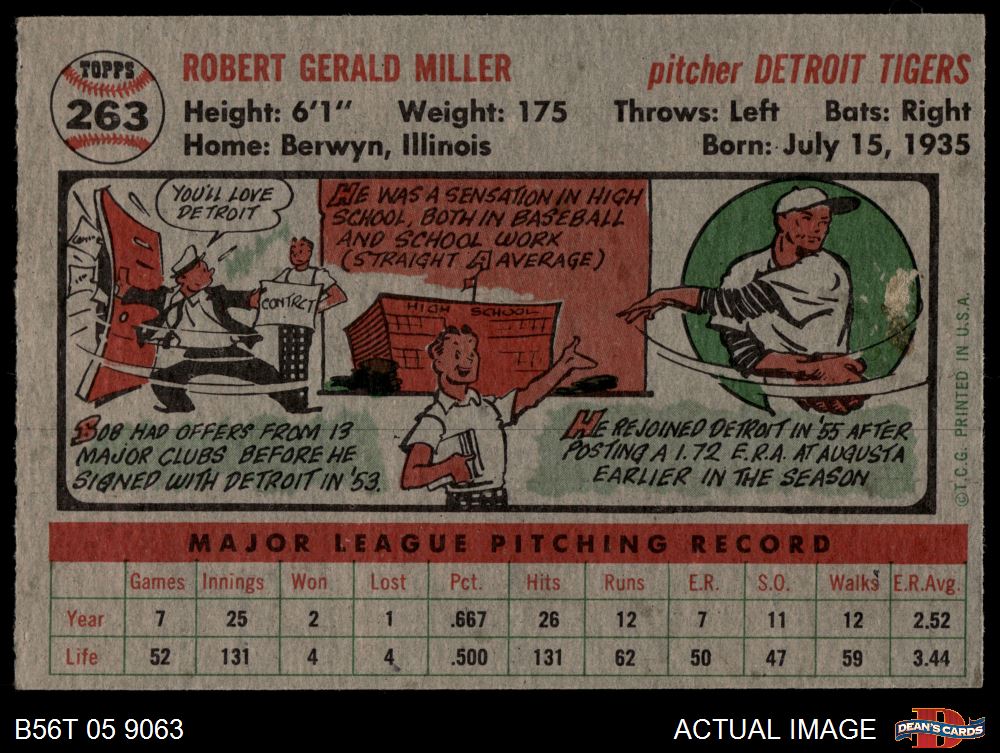 TOPPS
263
ROBERT GERALD MILLER
pitcher DETROIT TIGERS
Height: 6'1" Weight: 175 Throws: Left Bats: Right
Home: Berwyn, Illinois Born: July 15, 1935
YOU'LL LOVE
DETROIT
CONTRCT
BOB HAD OFFERS FROM 13
MAJOR CLUBS BEFORE HE
SIGNED WITH DETROIT IN '53.
HE WAS A SENSATION IN HIGH
SCHOOL, BOTH IN BASEBALL
AND SCHOOL WORK
(STRAIGHT A AVERAGE)
HIGH SCHOOL
HE REJOINED DETROIT IN '55 AFTER
POSTING A 1.72 E.R.A. AT AUGUSTA
EARLIER IN THE SEASON
©T.C.G. PRINTED IN U.S.A.
MAJOR LEAGUE PITCHING RECORD
Games Innings Won Lost Pct. Hits Runs E.R. S.O. Walks E.R.Avg.
Year 7 25 2 1 .667 26 12 7 11 12 2.52
Life 52 131 4 4 .500 131 62 50 47 59 3.44
B56T 05 9063
ACTUAL IMAGE
DEAN'S CARDS